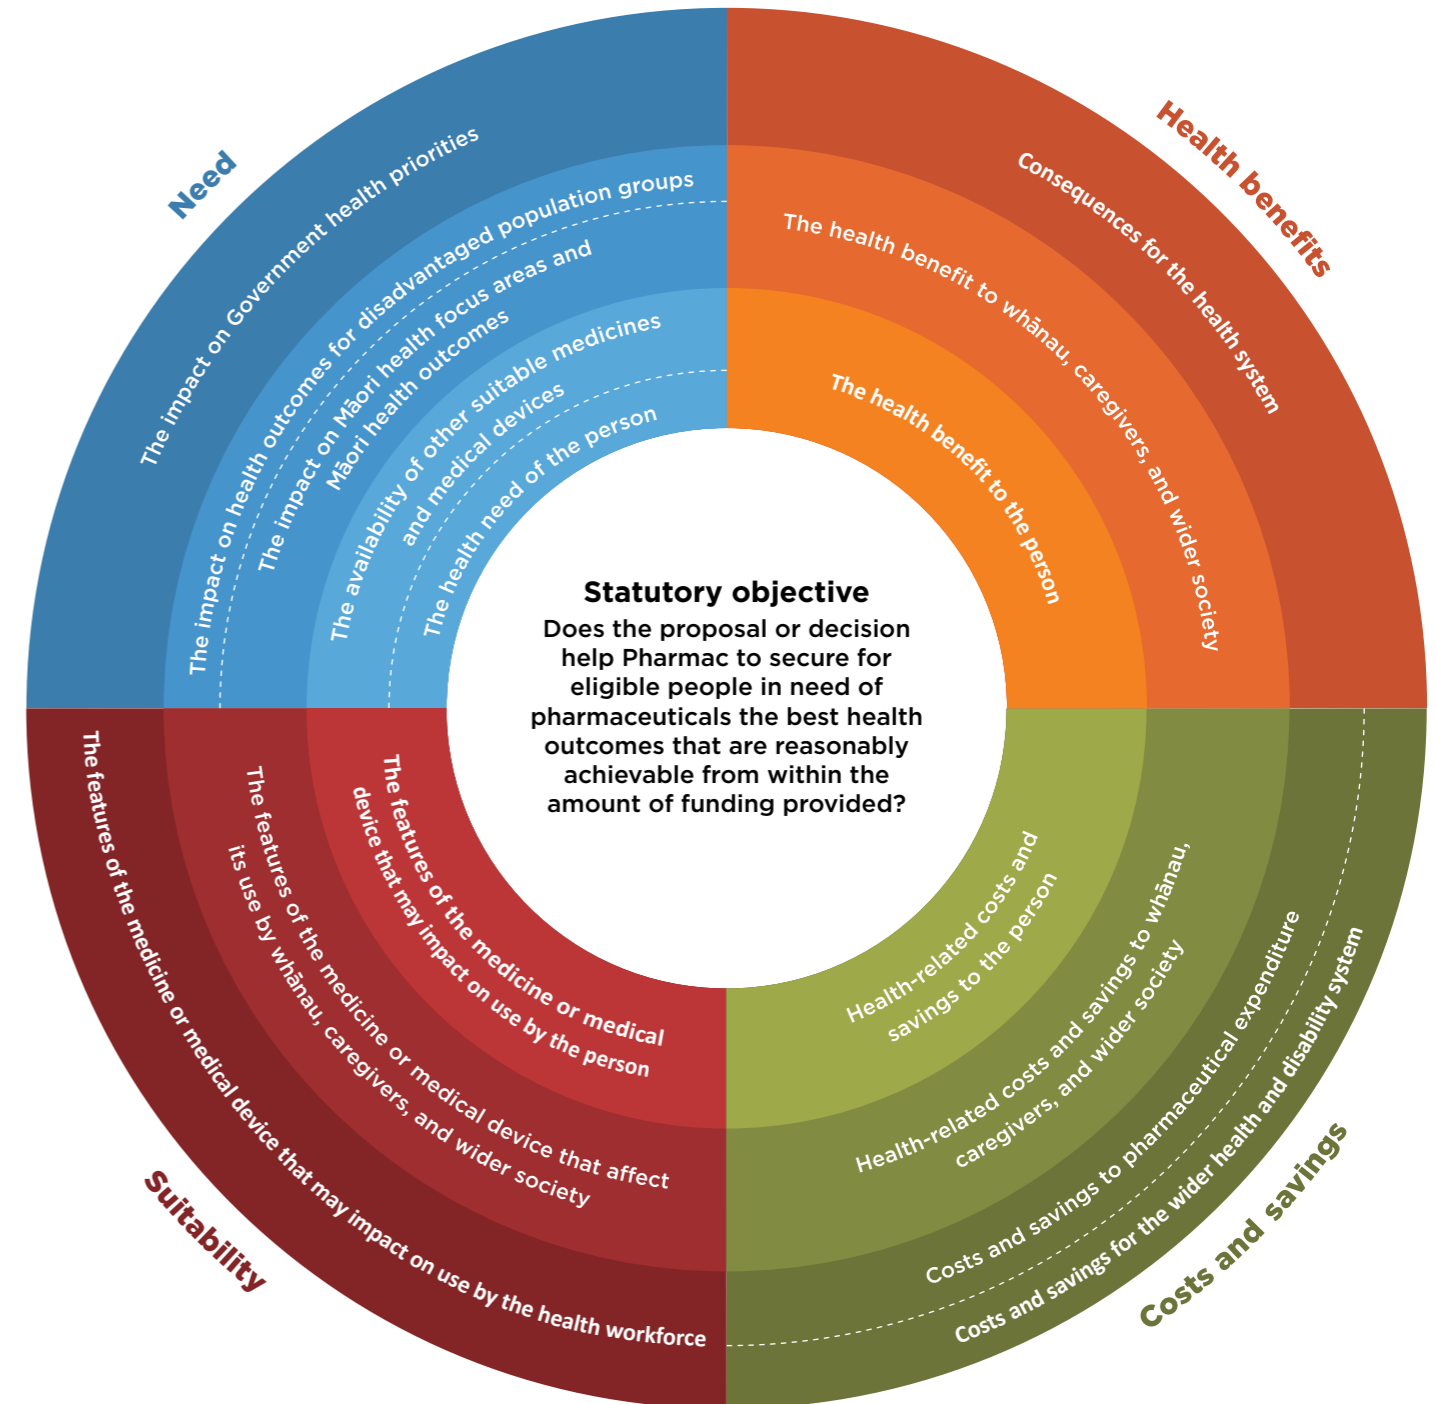 Need
The impact on Government health priorities
The impact on health outcomes for disadvantaged population groups
The impact on Māori health focus areas and
Māori health outcomes
The availability of other suitable medicines
and medical devices
The health need of the person
Health benefits
Consequences for the health system
The health benefit to whānau, caregivers, and wider society
The health benefit to the person
Statutory objective
Does the proposal or decision
help Pharmac to secure for
eligible people in need of
pharmaceuticals the best health
outcomes that are reasonably
achievable from within the
amount of funding provided?
The features of the medicine or medical
device that may impact on use by the person
The features of the medicine or medical device that affect
its use by whānau, caregivers, and wider society
The features of the medicine or medical device that may impact on use by the health workforce
Suitability
Health-related costs and
savings to the person
Health-related costs and savings to whānau,
caregivers, and wider society
Costs and savings to pharmaceutical expenditure
Costs and savings for the wider health and disability system
Costs and savings